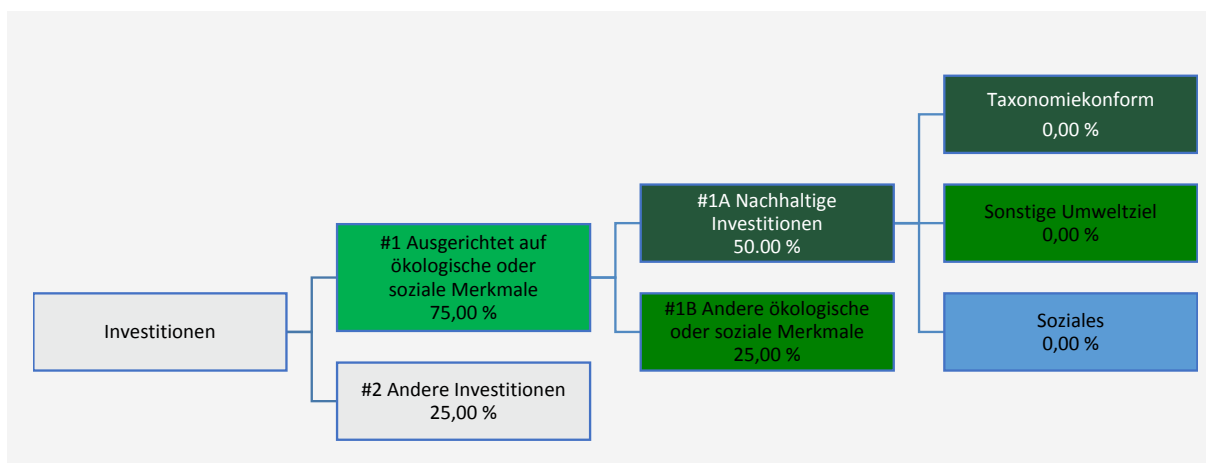 Investitionen
#1 Ausgerichtet auf
ökologische oder
soziale Merkmale
75,00 %
#2 Andere Investitionen
25,00 %
#1A Nachhaltige
Investitionen
50.00 %
#1B Andere ökologische
oder soziale Merkmale
25,00 %
Taxonomiekonform
0,00 %
Sonstige Umweltziel
0,00 %
Soziales
0,00 %